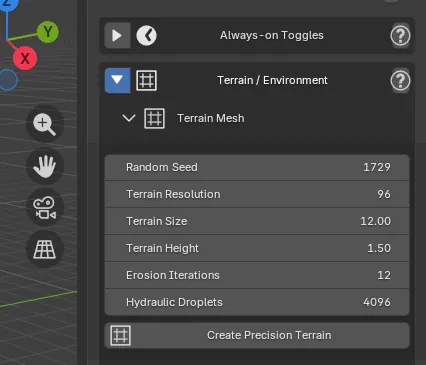 Z
Y
X
Always-on Toggles ?
Terrain / Environment ?
Terrain Mesh
Random Seed 1729
Terrain Resolution 96
Terrain Size 12.00
Terrain Height 1.50
Erosion Iterations 12
Hydraulic Droplets 4096
Create Precision Terrain